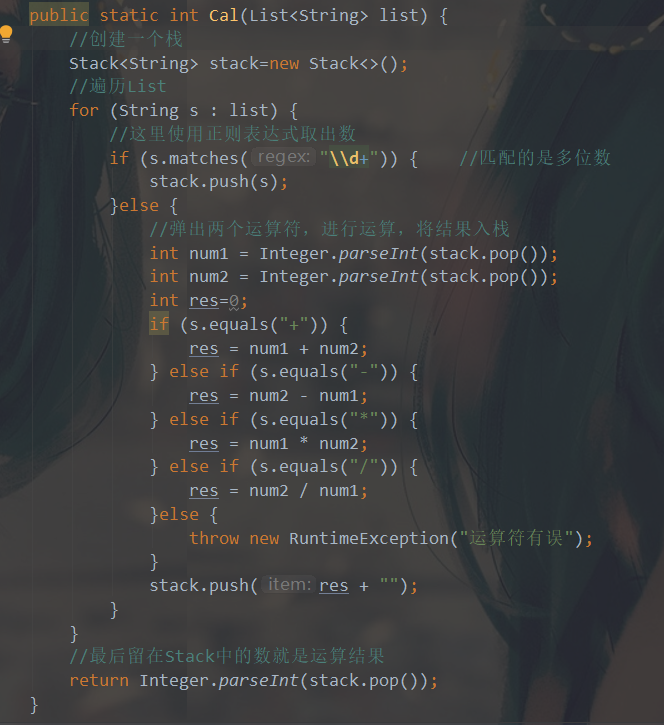 public static int Cal(List<String> list) {
//创建一个栈
Stack<String> stack=new Stack<>();
//遍历List
for (String s : list) {
//这里使用正则表达式取出数
if (s.matches( regex: "\\d+")) {    //匹配的是多位数
stack.push(s);
}else {
//弹出两个运算符，进行运算，将结果入栈
int num1 = Integer.parseInt(stack.pop());
int num2 = Integer.parseInt(stack.pop());
int res=0;
if (s.equals("+")) {
res = num1 + num2;
} else if (s.equals("-")) {
res = num2 - num1;
} else if (s.equals("*")) {
res = num1 * num2;
} else if (s.equals("/")) {
res = num2 / num1;
}else {
throw new RuntimeException("运算符有误");
}
stack.push( item: res + "");
}
}
//最后留在Stack中的数就是运算结果
return Integer.parseInt(stack.pop());
}